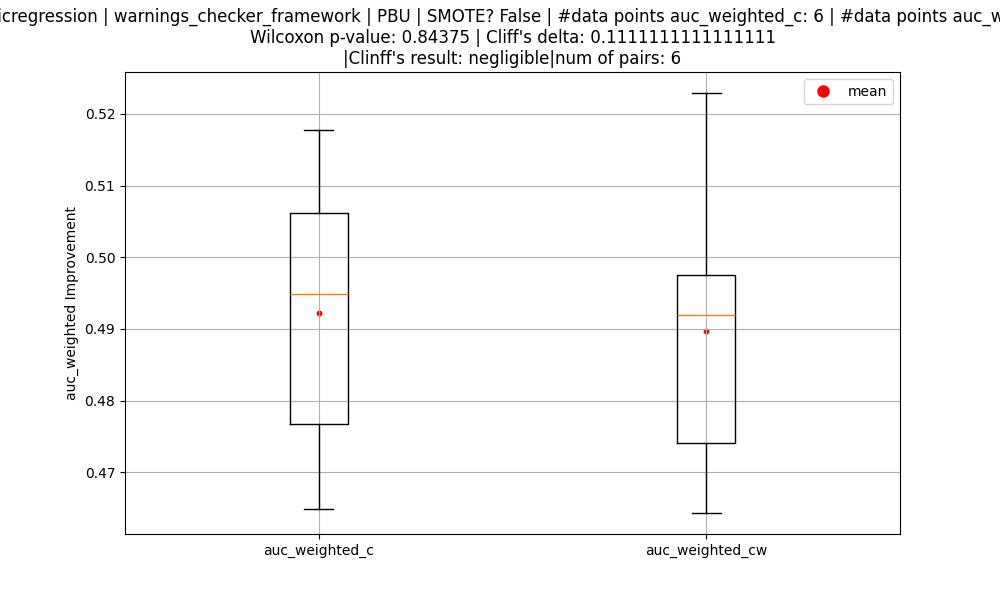 icregression | warnings_checker_framework | PBU | SMOTE? False | #data points auc_weighted_c: 6 | #data points auc_w
Wilcoxon p-value: 0.84375 | Cliff's delta: 0.1111111111111111
|Clinff's result: negligible|num of pairs: 6
mean
0.52
0.51
0.50
0.49
0.48
0.47
auc_weighted Improvement
auc_weighted_c
auc_weighted_cw